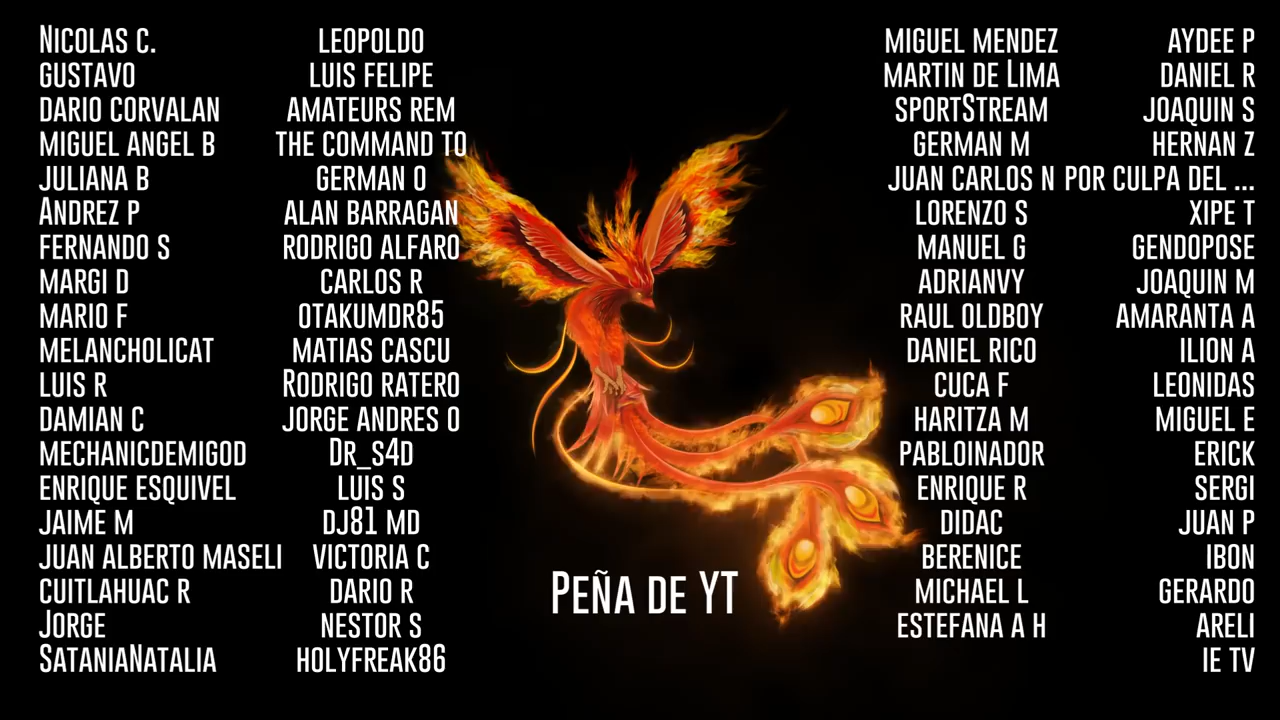 Nicolas C.
GUSTAVO
DARIO CORVALAN
MIGUEL ANGEL B
JULIANA B
Andrez P
FERNANDO S
MARGI D
MARIO F
MELANCHOLICAT
LUIS R
DAMIAN C
MECHANICDEMIGOD
ENRIQUE ESQUIVEL
JAIME M
JUAN ALBERTO MASELI
CUITLAHUAC R
Jorge
SataniaNatalia
LEOPOLDO
LUIS FELIPE
AMATEURS REM
THE COMMAND TO
GERMAN O
ALAN BARRAGAN
RODRIGO ALFARO
CARLOS R
OTAKUMDR85
MATIAS CASCU
Rodrigo ratero
JORGE ANDRES O
Dr_s4d
LUIS S
DJ81 MD
VICTORIA C
DARIO R
NESTOR S
HOLYFREAK86
Peña de YT
MIGUEL MENDEZ
martin de Lima
sportStream
GERMAN M
JUAN CARLOS N
LORENZO S
MANUEL G
ADRIANVY
RAUL OLDBOY
DANIEL RICO
CUCA F
HARITZA M
PABLOINADOR
ENRIQUE R
DIDAC
BERENICE
MICHAEL L
ESTEFANA A H
AYDEE P
DANIEL R
JOAQUIN S
HERNAN Z
POR CULPA DEL ...
XIPE T
GENDOPOSE
JOAQUIN M
AMARANTA A
ILION A
LEONIDAS
MIGUEL E
ERICK
SERGI
JUAN P
IBON
GERARDO
ARELI
IE TV